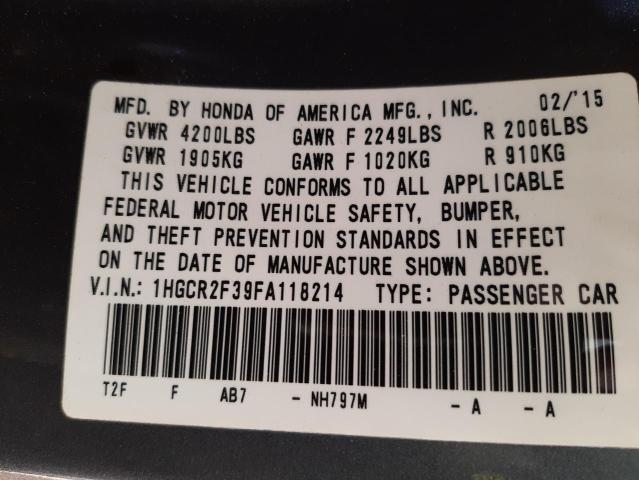 MFD. BY HONDA OF AMERICA MFG., INC. 02/'15
GVWR 4200LBS GAWR F 2249LBS R 2006LBS
GVWR 1905KG GAWR F 1020KG R 910KG
THIS VEHICLE CONFORMS TO ALL APPLICABLE
FEDERAL MOTOR VEHICLE SAFETY, BUMPER,
AND THEFT PREVENTION STANDARDS IN EFFECT
ON THE DATE OF MANUFACTURE SHOWN ABOVE.
V.I.N.: 1HGCR2F39FA118214 TYPE: PASSENGER CAR
T2F F AB7 - NH797M - A - A